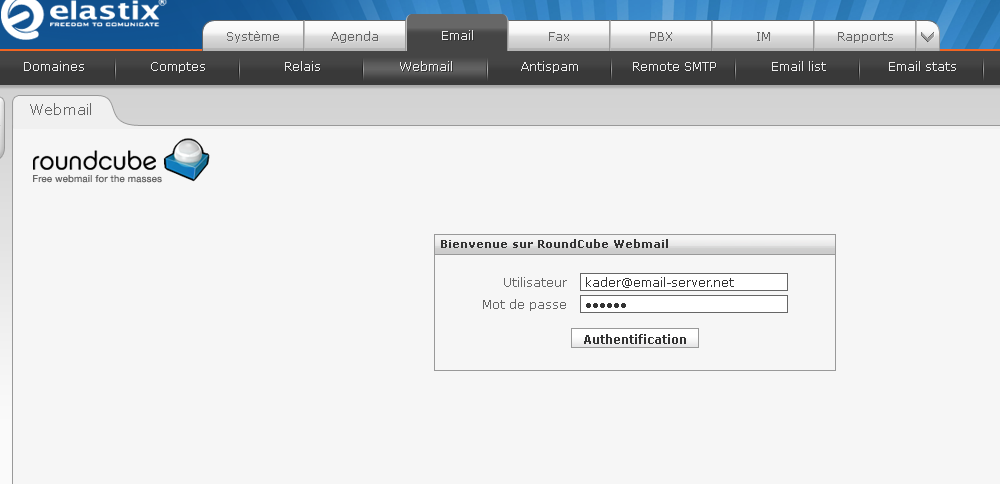 elastix®
FREEDOM TO COMUNICATE
Système Agenda Email Fax PBX IM Rapports
Domaines Comptes Relais Webmail Antispam Remote SMTP Email list Email stats
Webmail
roundcube
Free webmail for the masses
Bienvenue sur RoundCube Webmail
Utilisateur kader@email-server.net
Mot de passe ••••••
Authentification